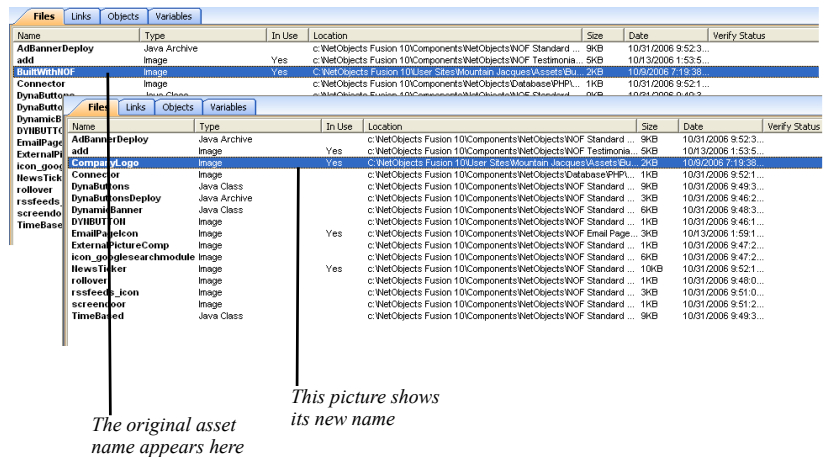 Files Links Objects Variables
Name Type In Use Location Size Date Verify Status
AdBannerDeploy Java Archive c:\NetObjects Fusion 10\Components\NetObjects\NOF Standard ... 9KB 10/31/2006 9:52:3...
add Image Yes c:\NetObjects Fusion 10\Components\NetObjects\NOF Testimonia... 5KB 10/13/2006 1:53:5...
BuiltWithNOF Image Yes C:\NetObjects Fusion 10\User Sites\Mountain Jacques\Assets\Bu... 2KB 10/9/2006 7:19:38...
Connector Image c:\NetObjects Fusion 10\Components\NetObjects\Database\PHP\... 1KB 10/31/2006 9:52:1...
DynaButtons Java Class
DynaButto
DynamicB
DYNBUTTO
EmailPage
ExternalPi
icon_goog
NewsTick
rollover
rssfeeds_
screendo
TimeBase
Files Links Objects Variables
Name Type In Use Location Size Date Verify Status
AdBannerDeploy Java Archive c:\NetObjects Fusion 10\Components\NetObjects\NOF Standard ... 9KB 10/31/2006 9:52:3...
add Image Yes c:\NetObjects Fusion 10\Components\NetObjects\NOF Testimonia... 5KB 10/13/2006 1:53:5...
CompanyLogo Image Yes C:\NetObjects Fusion 10\User Sites\Mountain Jacques\Assets\Bu... 2KB 10/9/2006 7:19:38...
Connector Image c:\NetObjects Fusion 10\Components\NetObjects\Database\PHP\... 1KB 10/31/2006 9:52:1...
DynaButtons Java Class c:\NetObjects Fusion 10\Components\NetObjects\NOF Standard ... 9KB 10/31/2006 9:49:3...
DynaButtonsDeploy Java Archive c:\NetObjects Fusion 10\Components\NetObjects\NOF Standard ... 3KB 10/31/2006 9:46:2...
DynamicBanner Java Class c:\NetObjects Fusion 10\Components\NetObjects\NOF Standard ... 6KB 10/31/2006 9:48:3...
DYNBUTTON Image c:\NetObjects Fusion 10\Components\NetObjects\NOF Standard ... 1KB 10/31/2006 9:46:1...
EmailPageIcon Image Yes c:\NetObjects Fusion 10\Components\NetObjects\NOF Email Page... 3KB 10/13/2006 1:59:1...
ExternalPictureComp Image c:\NetObjects Fusion 10\Components\NetObjects\NOF Standard ... 1KB 10/31/2006 9:47:2...
icon_googlesearchmodule Image c:\NetObjects Fusion 10\Components\NetObjects\NOF Standard ... 6KB 10/31/2006 9:47:2...
NewsTicker Image Yes c:\NetObjects Fusion 10\Components\NetObjects\NOF Standard ... 10KB 10/31/2006 9:52:1...
rollover Image c:\NetObjects Fusion 10\Components\NetObjects\NOF Standard ... 1KB 10/31/2006 9:48:0...
rssfeeds_icon Image c:\NetObjects Fusion 10\Components\NetObjects\NOF Standard ... 3KB 10/31/2006 9:51:0...
screendoor Image c:\NetObjects Fusion 10\Components\NetObjects\NOF Standard ... 1KB 10/31/2006 9:51:2...
TimeBased Java Class c:\NetObjects Fusion 10\Components\NetObjects\NOF Standard ... 9KB 10/31/2006 9:49:3...
This picture shows
its new name
The original asset
name appears here